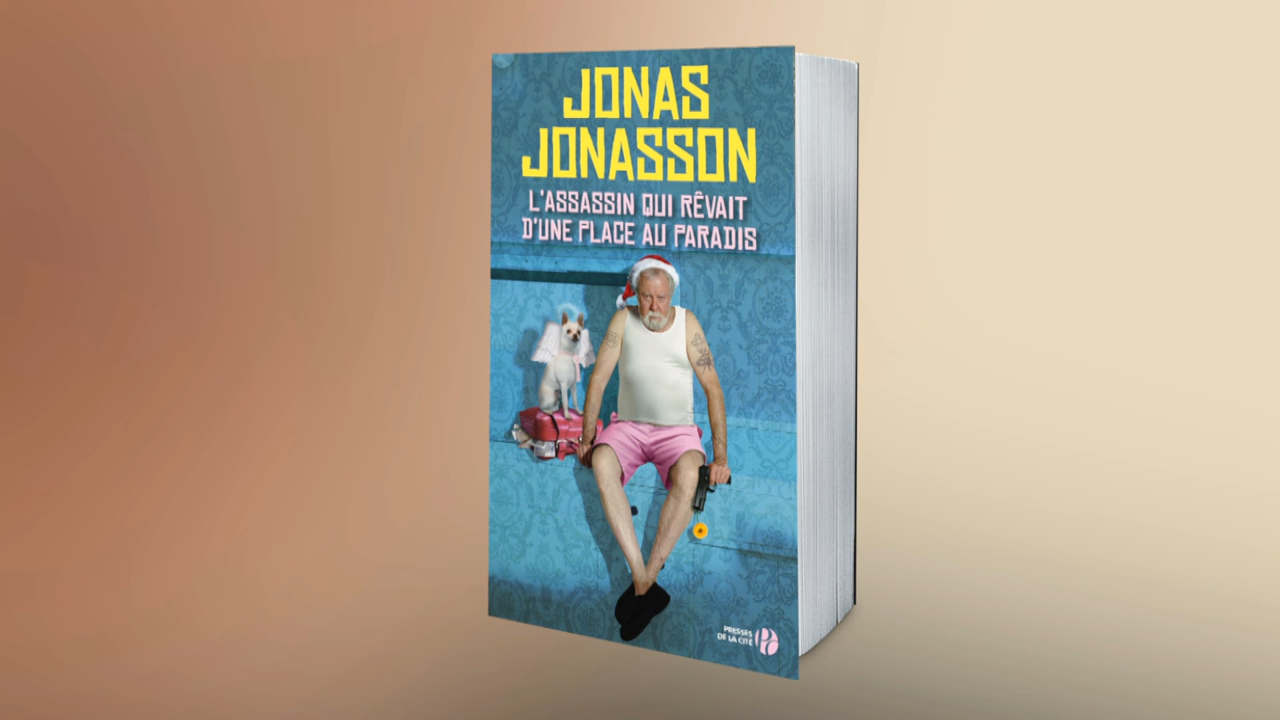 JONAS
JONASSON
L'ASSASSIN QUI RÊVAIT
D'UNE PLACE AU PARADIS
PRESSES
DE LA CITÉ